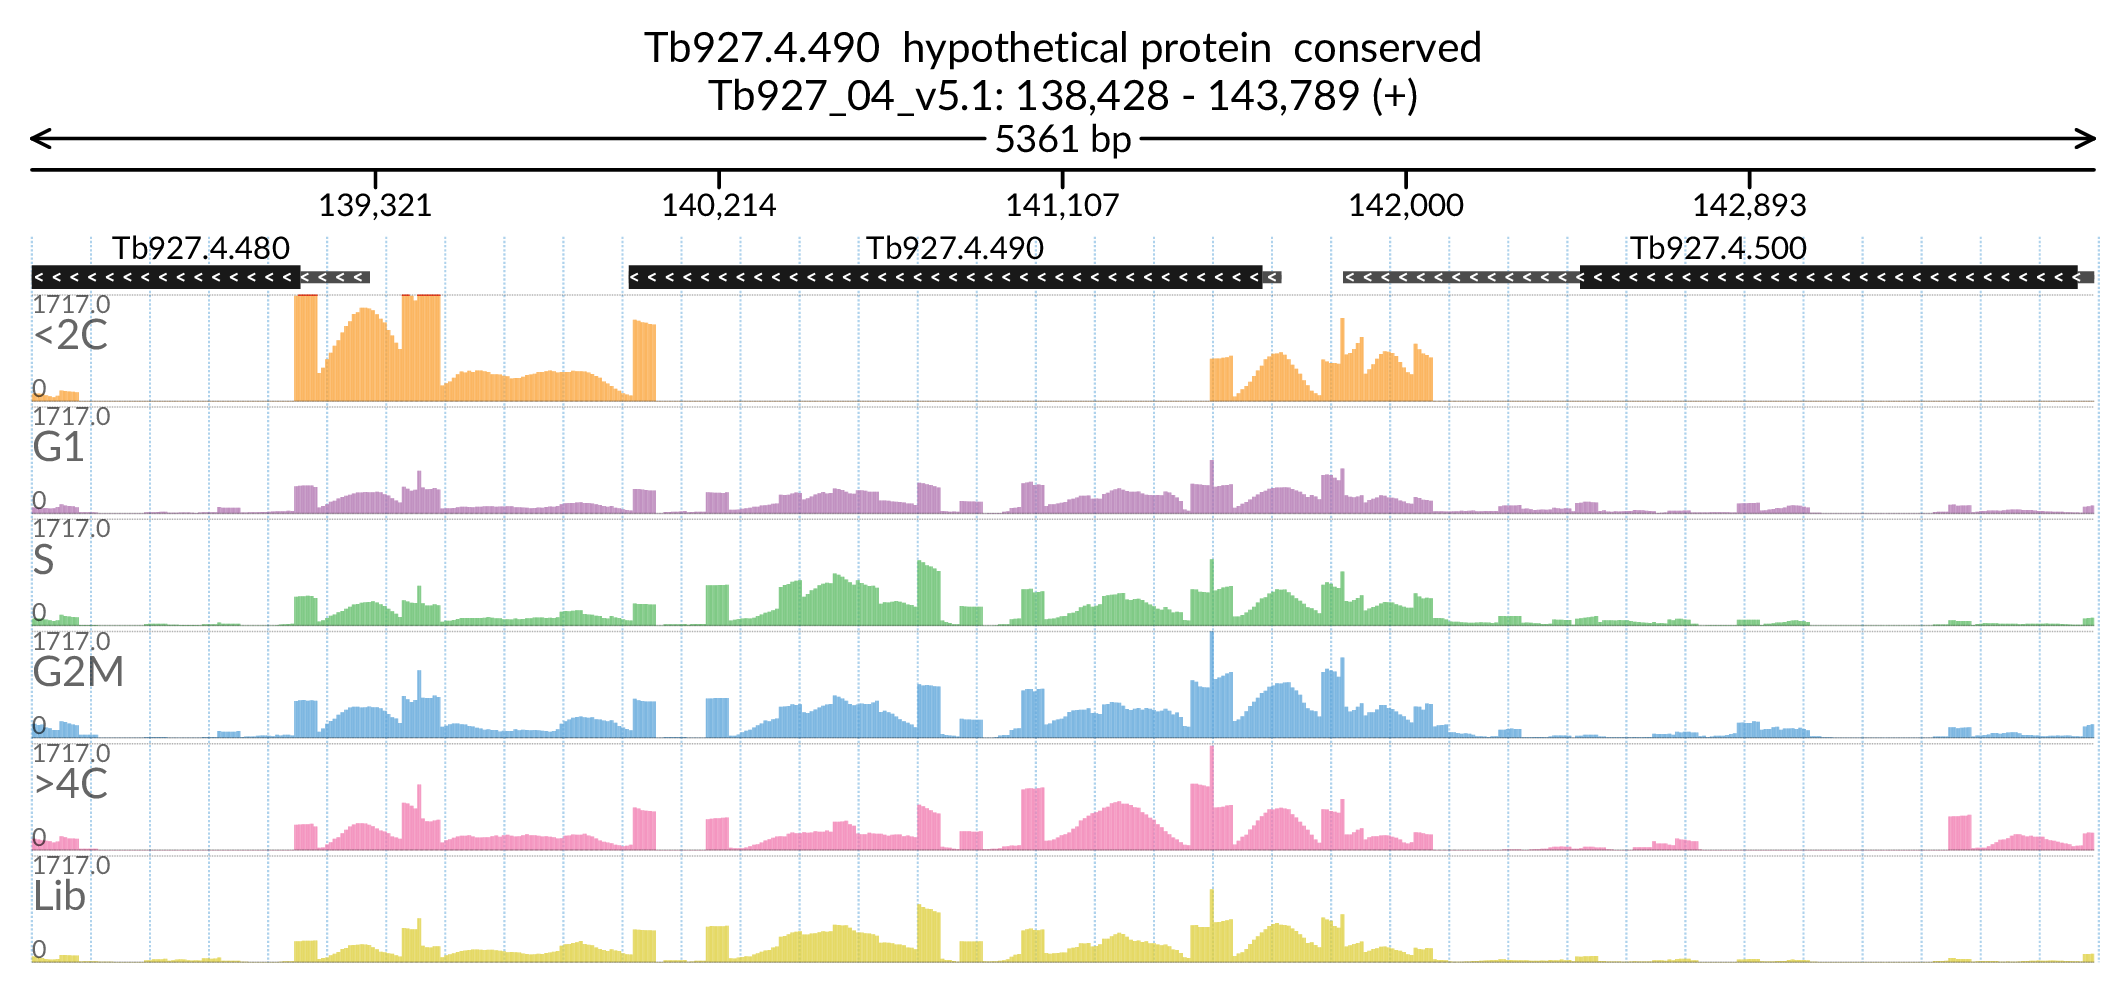 Tb927.4.490  hypothetical protein  conserved
Tb927_04_v5.1: 138,428 - 143,789 (+)
5361 bp
139,321 140,214 141,107 142,000 142,893
Tb927.4.480 Tb927.4.490 Tb927.4.500
1717.0
<2C
0
1717.0
G1
0
1717.0
S
0
1717.0
G2M
0
1717.0
>4C
0
1717.0
Lib
0